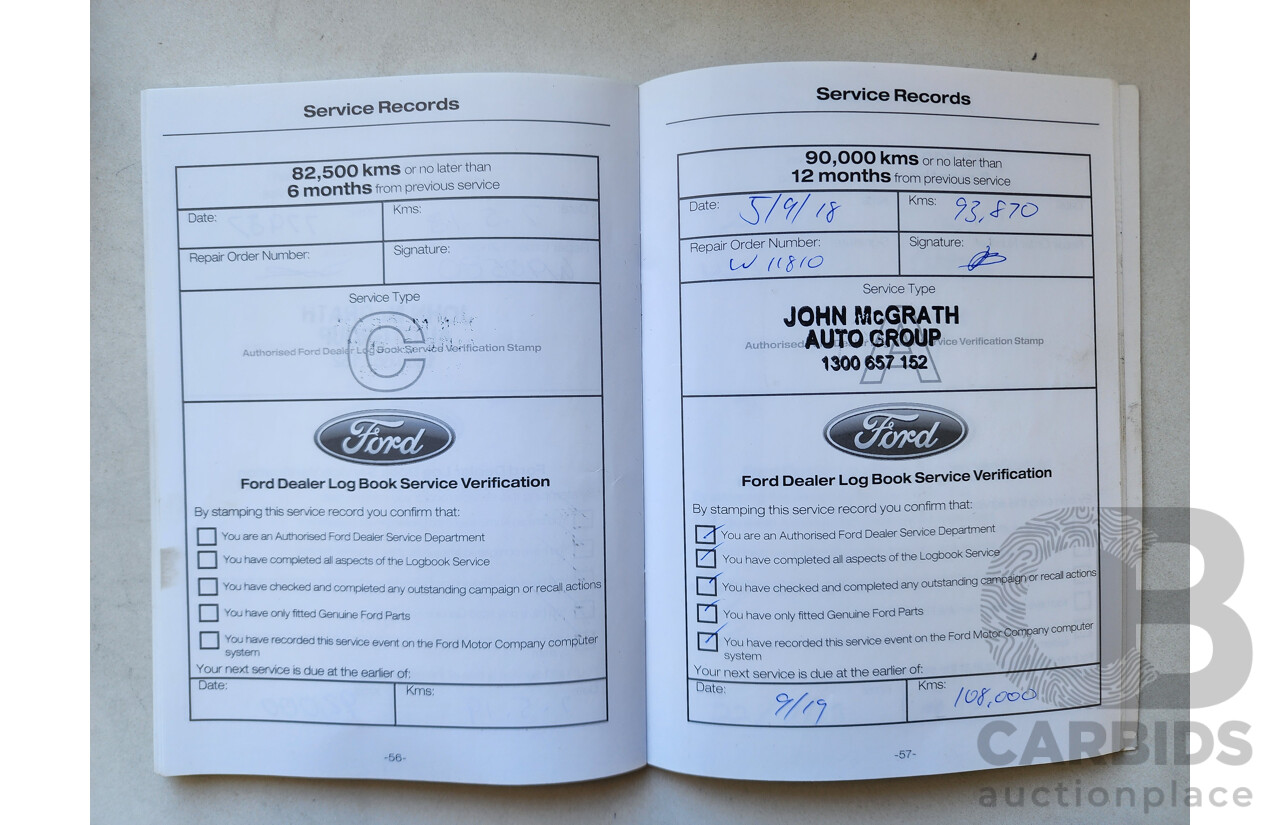 Service Records
82,500 kms or no later than
6 months from previous service
Date:
Kms:
Repair Order Number:
Signature:
Service Type
C
Authorised Ford Dealer Log Book Service Verification Stamp
Ford
Ford Dealer Log Book Service Verification
By stamping this service record you confirm that:
You are an Authorised Ford Dealer Service Department
You have completed all aspects of the Logbook Service
You have checked and completed any outstanding campaign or recall actions
You have only fitted Genuine Ford Parts
You have recorded this service event on the Ford Motor Company computer
system
Your next service is due at the earlier of:
Date:
Kms:
-56-
Service Records
90,000 kms or no later than
12 months from previous service
Date: 5/9/18
Kms: 93,870
Repair Order Number:
W 11810
Signature:
Service Type
JOHN McGRATH
AUTO GROUP
1300 657 152
A
Authorised Dealer Service Verification Stamp
Ford
Ford Dealer Log Book Service Verification
By stamping this service record you confirm that:
You are an Authorised Ford Dealer Service Department
You have completed all aspects of the Logbook Service
You have checked and completed any outstanding campaign or recall actions
You have only fitted Genuine Ford Parts
You have recorded this service event on the Ford Motor Company computer
system
Your next service is due at the earlier of:
Date: 9/19
Kms: 108,000
-57-
CB
CARBIDS
auctionplace